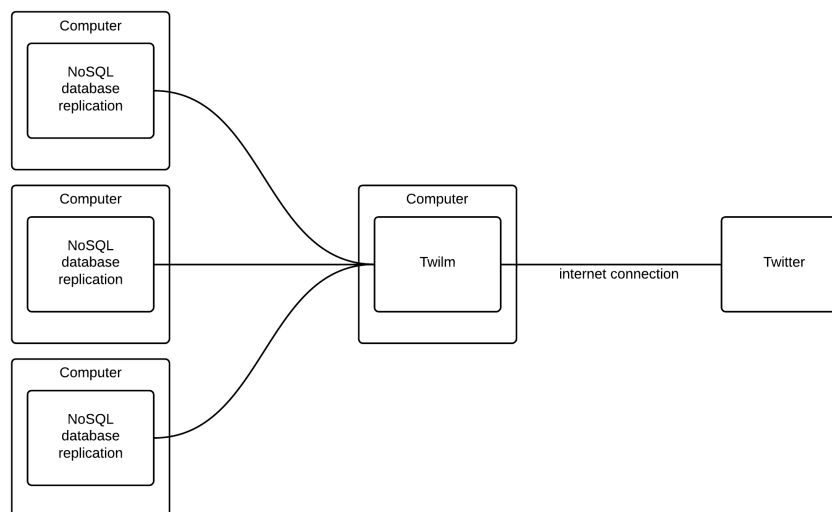 Computer
NoSQL
database
replication
Computer
NoSQL
database
replication
Computer
NoSQL
database
replication
Computer
Twilm
internet connection
Twitter